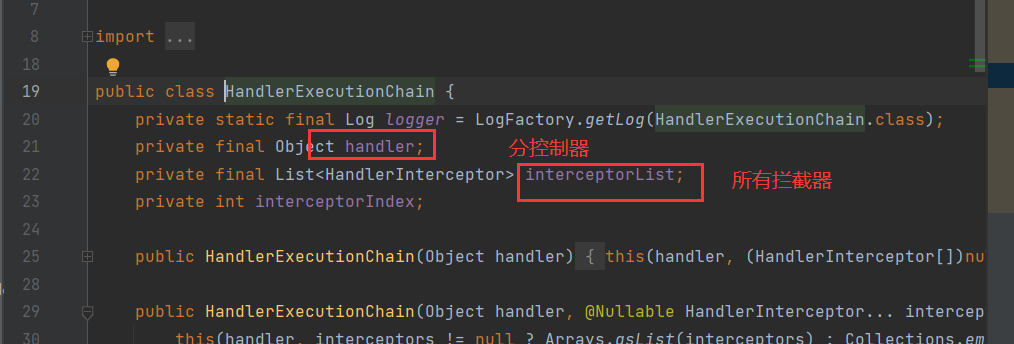 7
8 import ...
18
19 public class HandlerExecutionChain {
20 private static final Log logger = LogFactory.getLog(HandlerExecutionChain.class);
21 private final Object handler; 分控制器
22 private final List<HandlerInterceptor> interceptorList; 所有拦截器
23 private int interceptorIndex;
24
25 public HandlerExecutionChain(Object handler) { this(handler, (HandlerInterceptor[])nu
28
29 public HandlerExecutionChain(Object handler, @Nullable HandlerInterceptor... intercep
30 this(handler, interceptors != null ? Arrays.asList(interceptors) : Collections.em